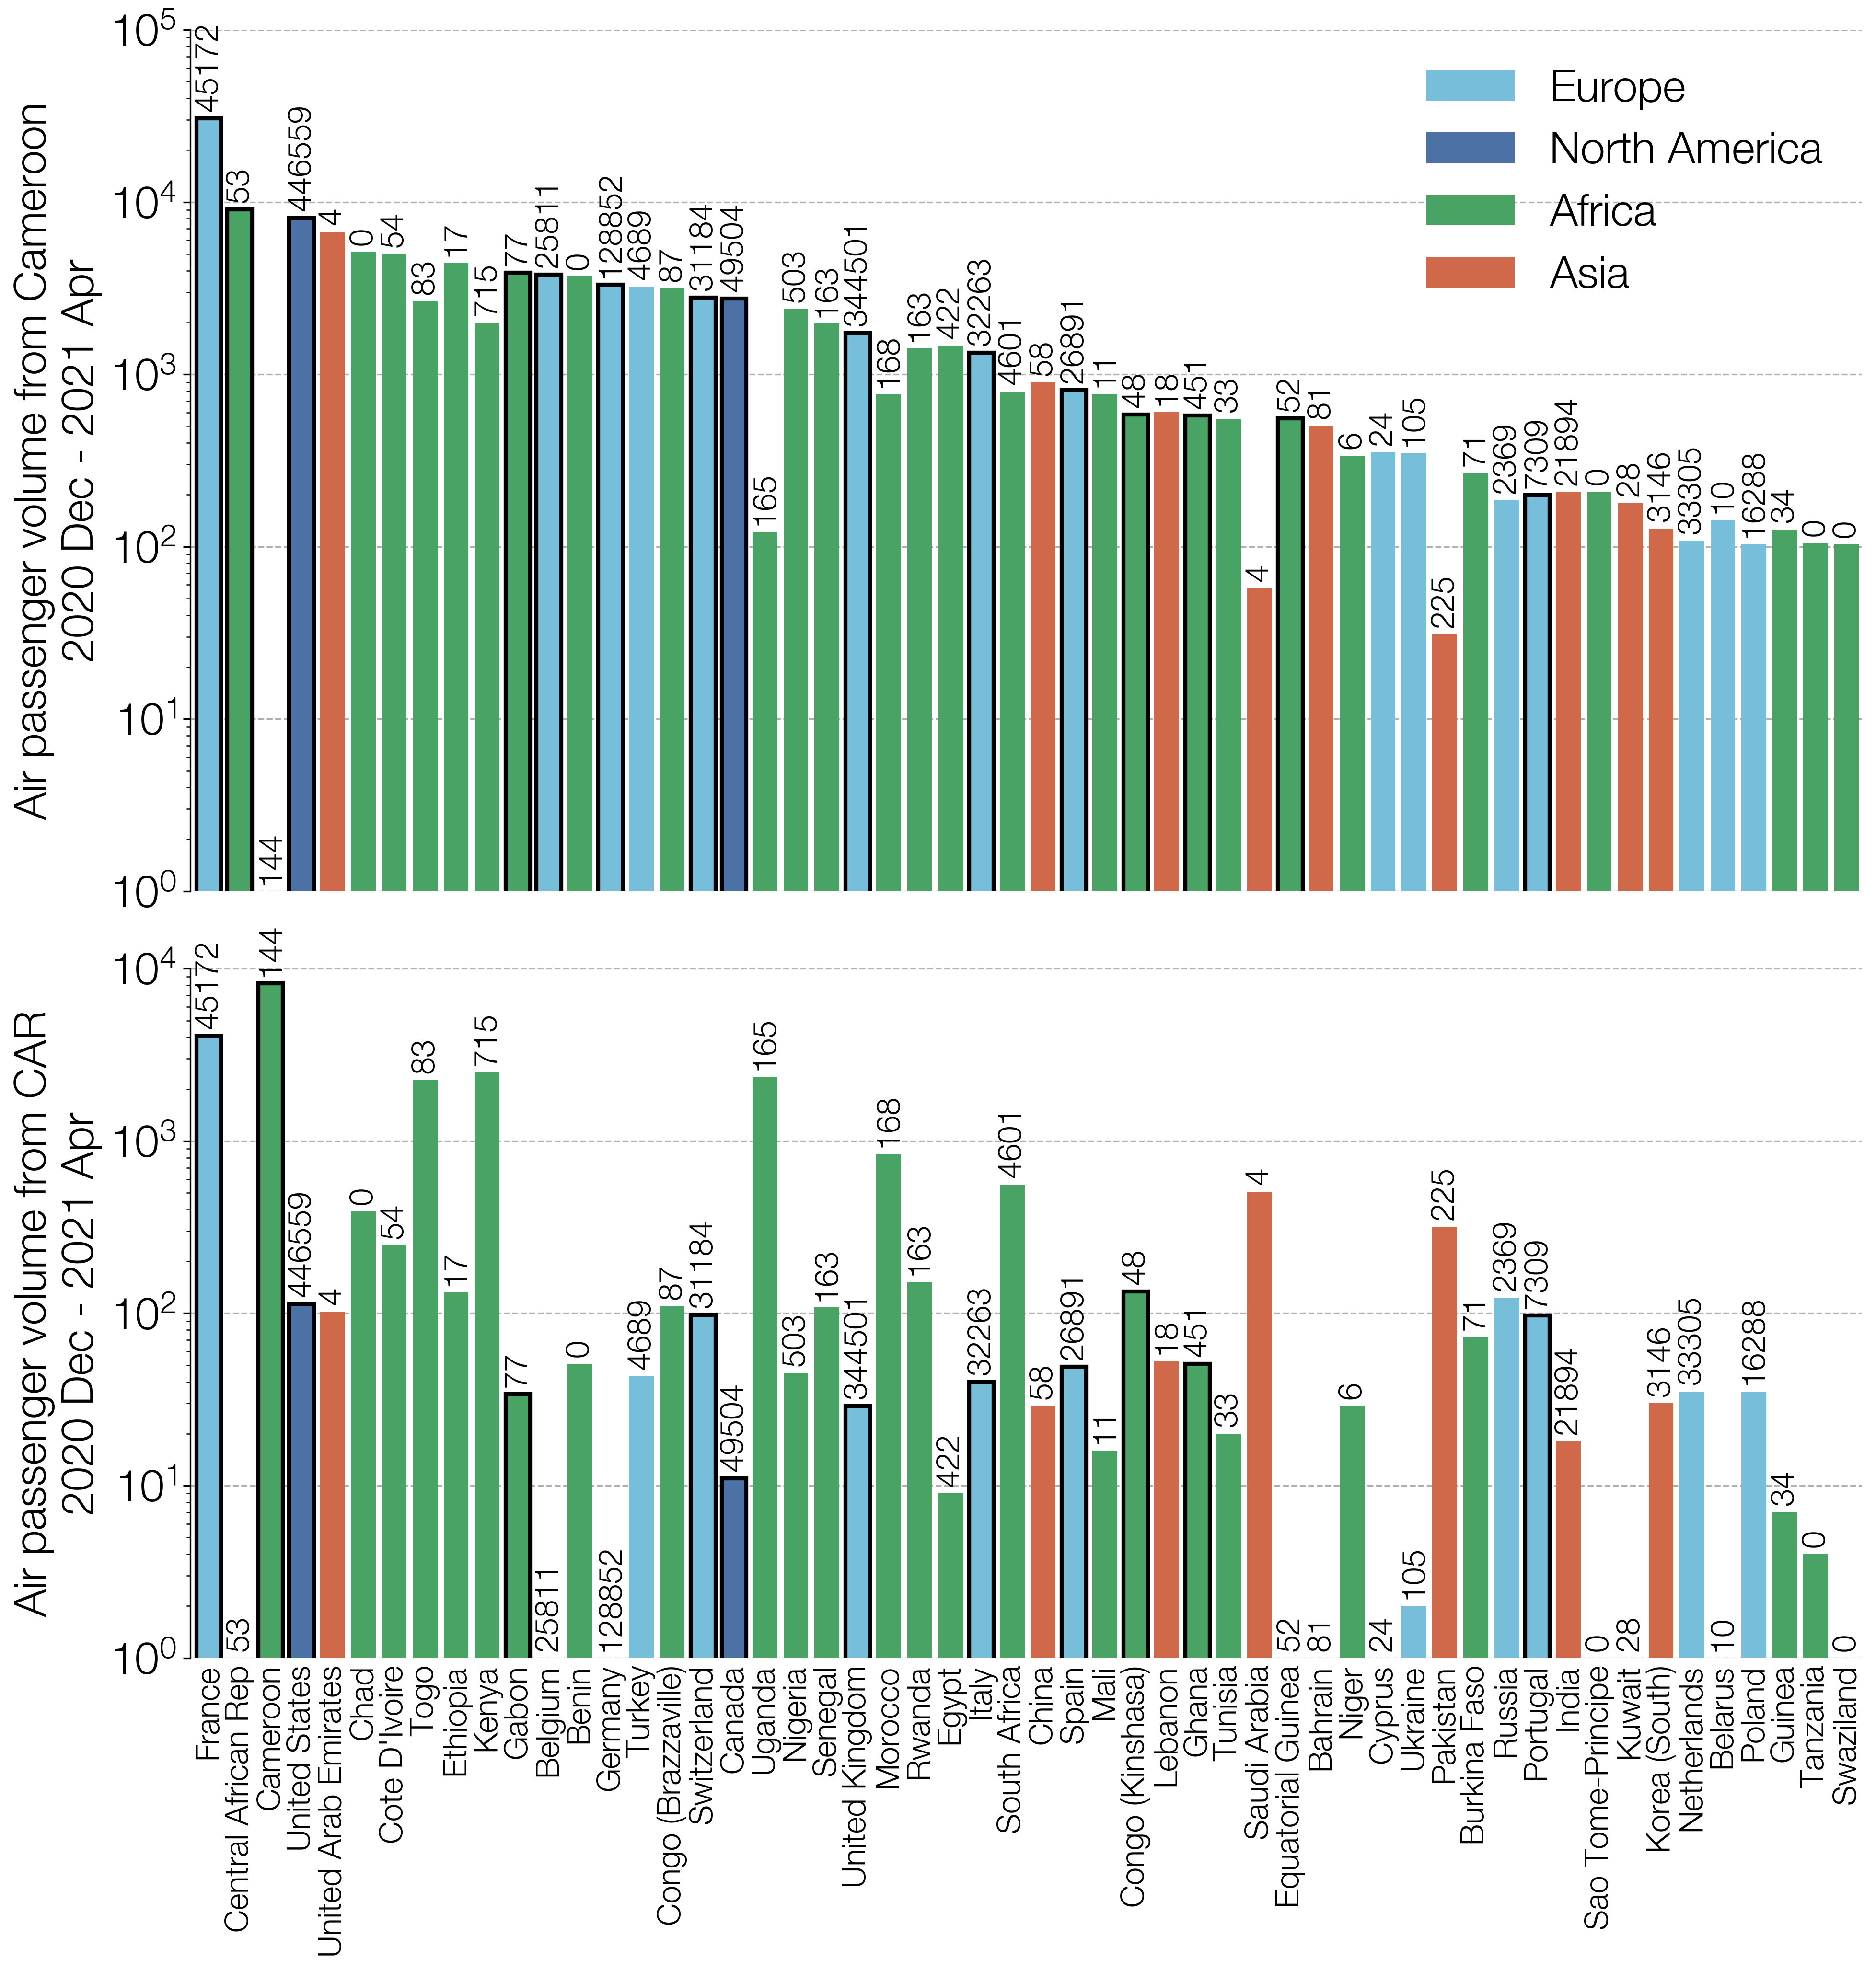 Air passenger volume from Cameroon
2020 Dec - 2021 Apr
10^5
10^4
10^3
10^2
10^1
10^0
45172
53
144
446559
4
0
54
83
17
715
77
25811
0
128852
4689
87
31184
49504
165
503
163
344501
168
163
422
32263
4601
58
26891
11
48
18
451
33
4
52
81
6
24
105
225
71
2369
7309
21894
0
28
3146
33305
10
16288
34
0
0
Europe
North America
Africa
Asia
Air passenger volume from CAR
2020 Dec - 2021 Apr
10^4
10^3
10^2
10^1
10^0
45172
53
144
446559
4
0
54
83
17
715
77
25811
0
128852
4689
87
31184
49504
165
503
163
344501
168
163
422
32263
4601
58
26891
11
48
18
451
33
4
52
81
6
24
105
225
71
2369
7309
21894
0
28
3146
33305
10
16288
34
0
0
France
Central African Rep
Cameroon
United States
United Arab Emirates
Chad
Cote D'Ivoire
Togo
Ethiopia
Kenya
Gabon
Belgium
Benin
Germany
Turkey
Congo (Brazzaville)
Switzerland
Canada
Uganda
Nigeria
Senegal
United Kingdom
Morocco
Rwanda
Egypt
Italy
South Africa
China
Spain
Mali
Congo (Kinshasa)
Lebanon
Ghana
Tunisia
Saudi Arabia
Equatorial Guinea
Bahrain
Niger
Cyprus
Ukraine
Pakistan
Burkina Faso
Russia
Portugal
India
Sao Tome-Principe
Kuwait
Korea (South)
Netherlands
Belarus
Poland
Guinea
Tanzania
Swaziland